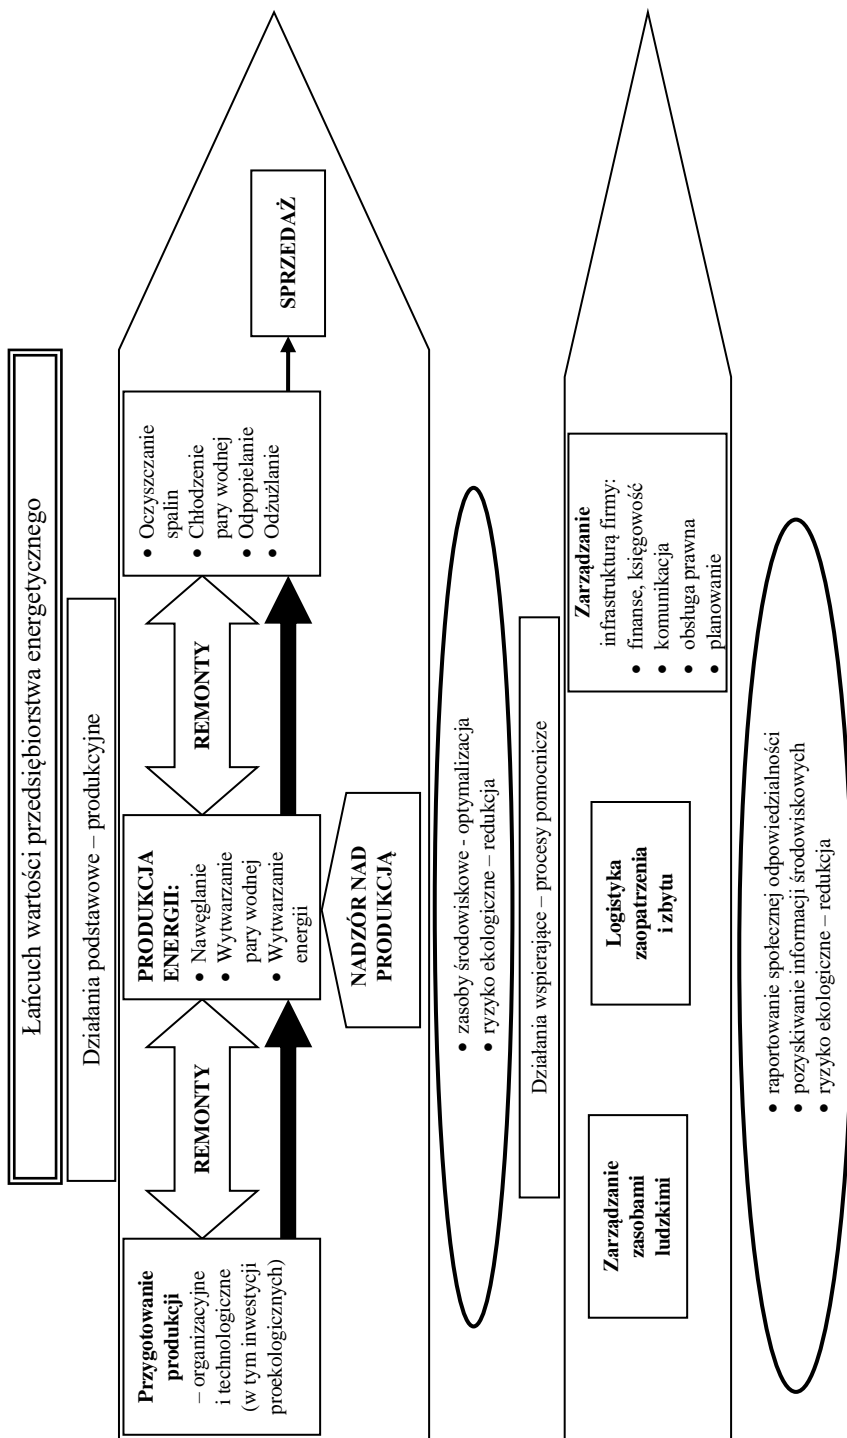 Łańcuch wartości przedsiębiorstwa energetycznego
Działania podstawowe – produkcyjne
Przygotowanie
produkcji
– organizacyjne
i technologiczne
(w tym inwestycji
proekologicznych)
REMONTY
PRODUKCJA
ENERGII:
• Nawęglanie
• Wytwarzanie
pary wodnej
• Wytwarzanie
energii
REMONTY
• Oczyszczanie
spalin
• Chłodzenie
pary wodnej
• Odpopielanie
• Odżużlanie
SPRZEDAŻ
NADZÓR NAD
PRODUKCJĄ
• zasoby środowiskowe - optymalizacja
• ryzyko ekologiczne – redukcja
Działania wspierające – procesy pomocnicze
Zarządzanie
zasobami
ludzkimi
Logistyka
zaopatrzenia
i zbytu
Zarządzanie
infrastrukturą firmy:
• finanse, księgowość
• komunikacja
• obsługa prawna
• planowanie
• raportowanie społecznej odpowiedzialności
• pozyskiwanie informacji środowiskowych
• ryzyko ekologiczne – redukcja